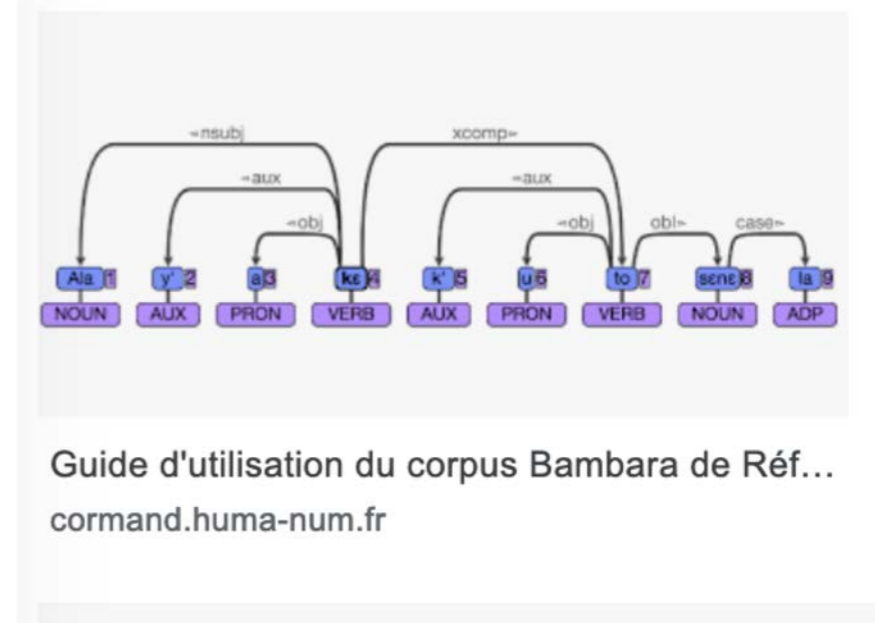 nsubj xcomp
aux aux
obj obj obl case
Ala 1 y' 2 a 3 kɛ 4 k' 5 u 6 to 7 sɛnɛ 8 la 9
NOUN AUX PRON VERB AUX PRON VERB NOUN ADP
Guide d'utilisation du corpus Bambara de Réf...
cormand.huma-num.fr